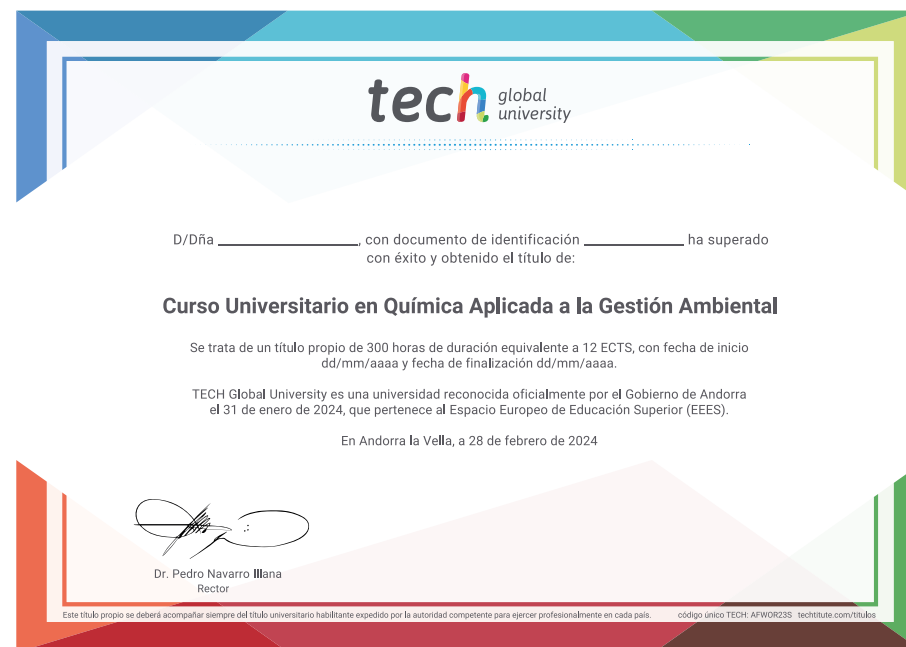 tech global university
D/Dña ______________, con documento de identificación __________ ha superado
con éxito y obtenido el título de:
Curso Universitario en Química Aplicada a la Gestión Ambiental
Se trata de un título propio de 300 horas de duración equivalente a 12 ECTS, con fecha de inicio
dd/mm/aaaa y fecha de finalización dd/mm/aaaa.
TECH Global University es una universidad reconocida oficialmente por el Gobierno de Andorra
el 31 de enero de 2024, que pertenece al Espacio Europeo de Educación Superior (EEES).
En Andorra la Vella, a 28 de febrero de 2024
Dr. Pedro Navarro Illana
Rector
Este título propio se deberá acompañar siempre del título universitario habilitante expedido por la autoridad competente para ejercer profesionalmente en cada país. código único TECH: AFWOR23S techtitute.com/titulos